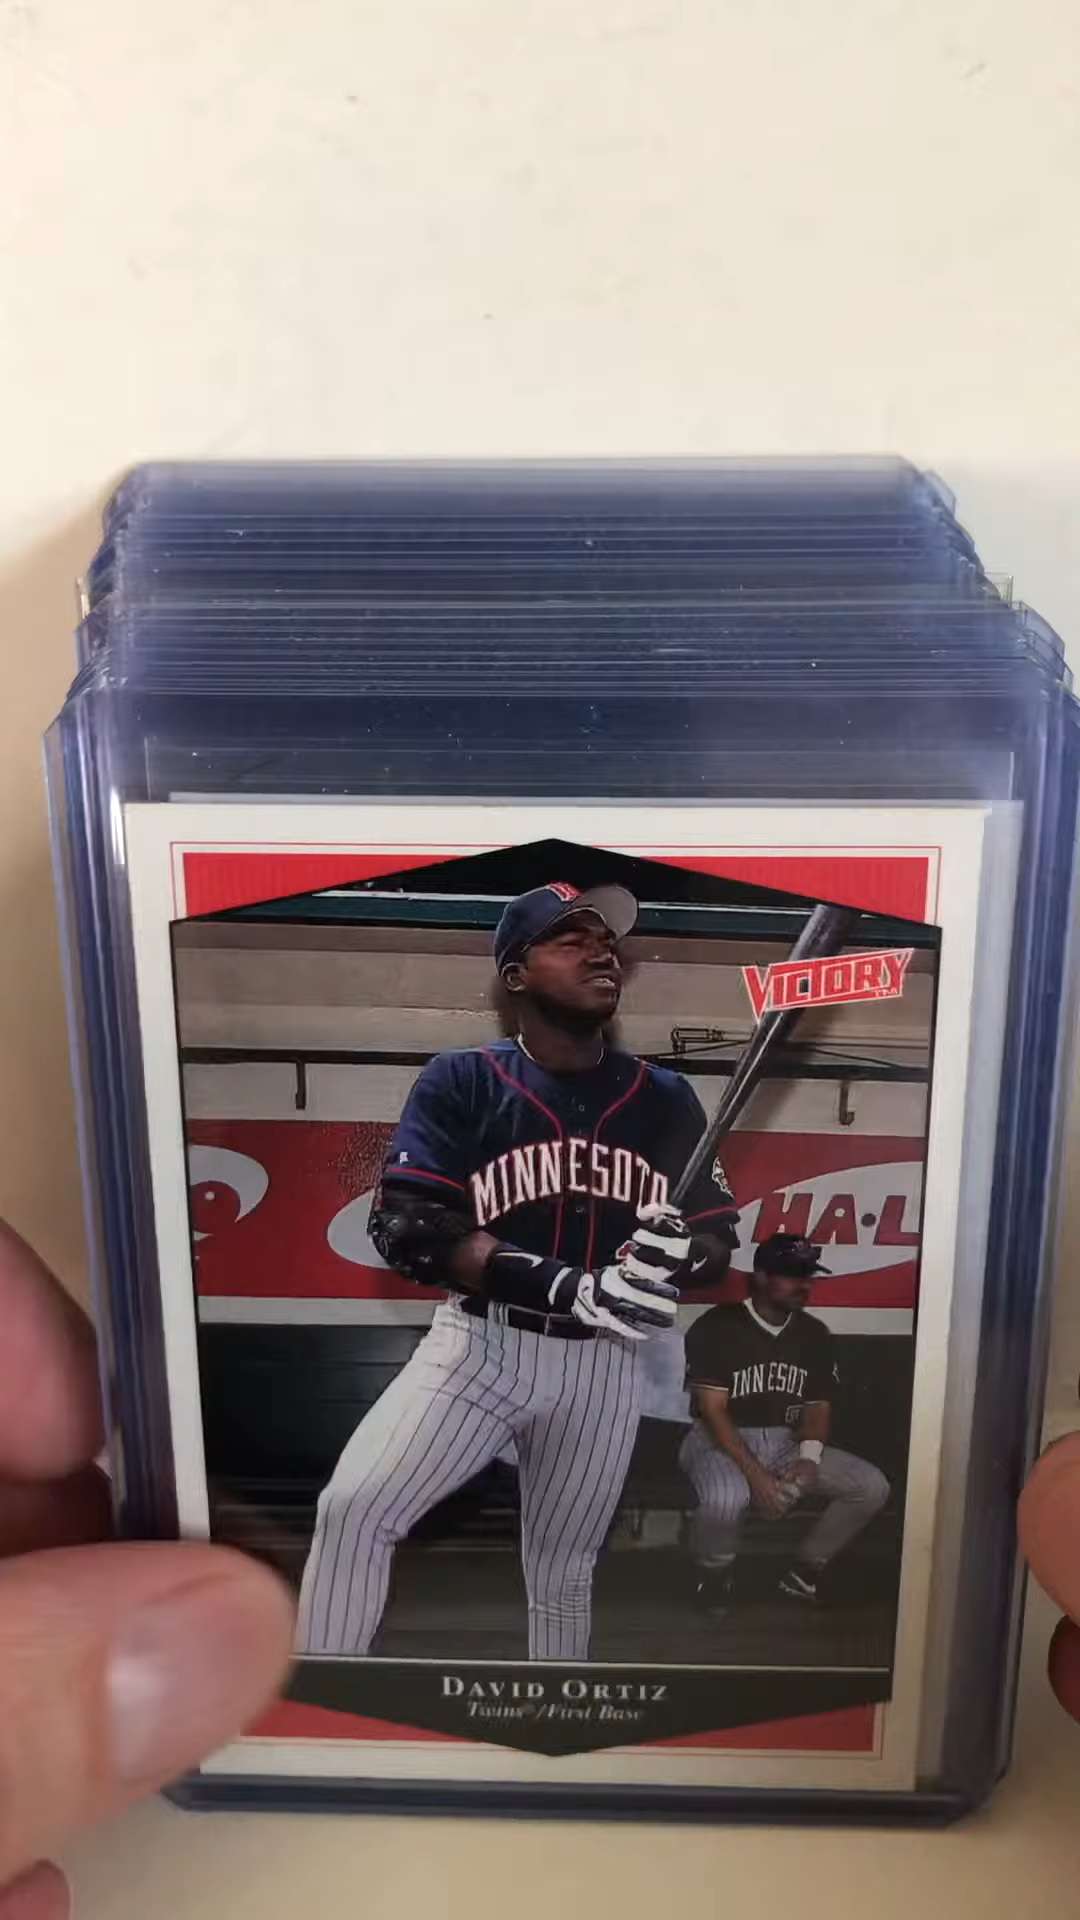 VICTORY
MINNESOTA
HA•L
INNESOT
DAVID ORTIZ
Twins / First Base